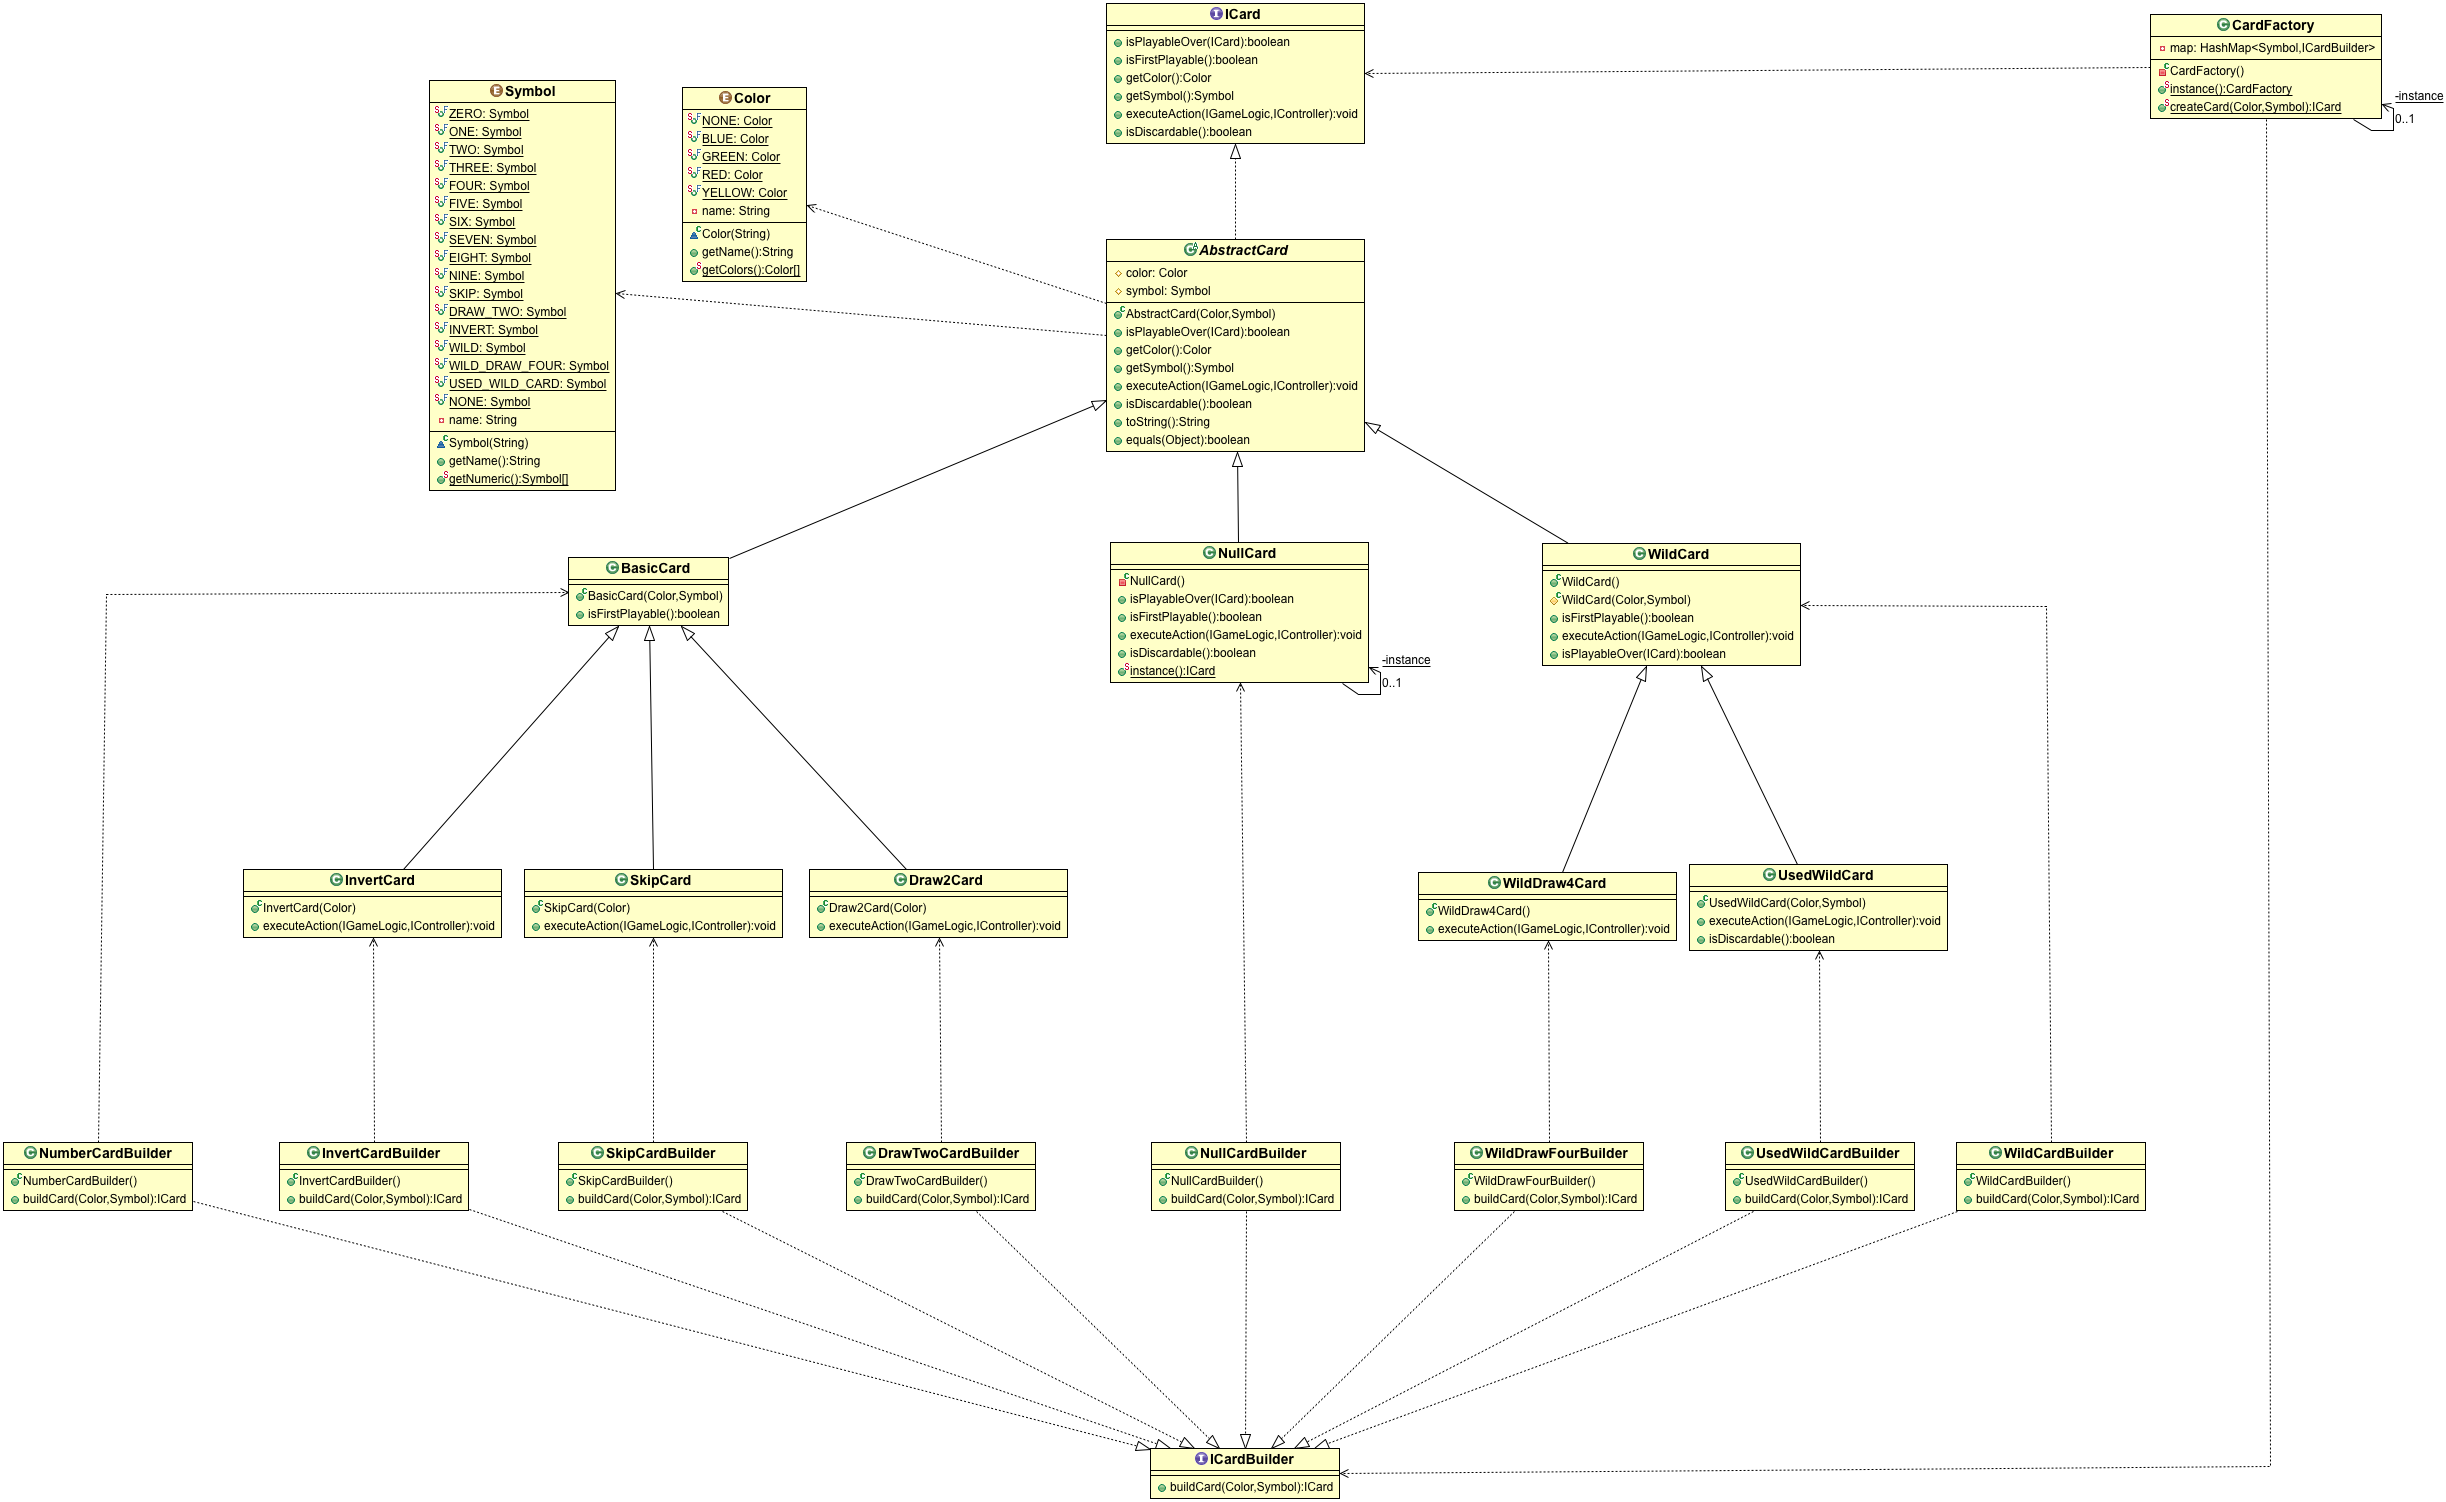 ICard
isPlayableOver(ICard):boolean
isFirstPlayable():boolean
getColor():Color
getSymbol():Symbol
executeAction(IGameLogic,IController):void
isDiscardable():boolean
CardFactory
map: HashMap<Symbol,ICardBuilder>
CardFactory()
instance():CardFactory
createCard(Color,Symbol):ICard
-instance
0..1
Symbol
ZERO: Symbol
ONE: Symbol
TWO: Symbol
THREE: Symbol
FOUR: Symbol
FIVE: Symbol
SIX: Symbol
SEVEN: Symbol
EIGHT: Symbol
NINE: Symbol
SKIP: Symbol
DRAW_TWO: Symbol
INVERT: Symbol
WILD: Symbol
WILD_DRAW_FOUR: Symbol
USED_WILD_CARD: Symbol
NONE: Symbol
name: String
Symbol(String)
getName():String
getNumeric():Symbol[]
Color
NONE: Color
BLUE: Color
GREEN: Color
RED: Color
YELLOW: Color
name: String
Color(String)
getName():String
getColors():Color[]
AbstractCard
color: Color
symbol: Symbol
AbstractCard(Color,Symbol)
isPlayableOver(ICard):boolean
getColor():Color
getSymbol():Symbol
executeAction(IGameLogic,IController):void
isDiscardable():boolean
toString():String
equals(Object):boolean
BasicCard
BasicCard(Color,Symbol)
isFirstPlayable():boolean
NullCard
NullCard()
isPlayableOver(ICard):boolean
isFirstPlayable():boolean
executeAction(IGameLogic,IController):void
isDiscardable():boolean
instance():ICard
-instance
0..1
WildCard
WildCard()
WildCard(Color,Symbol)
isFirstPlayable():boolean
executeAction(IGameLogic,IController):void
isPlayableOver(ICard):boolean
InvertCard
InvertCard(Color)
executeAction(IGameLogic,IController):void
SkipCard
SkipCard(Color)
executeAction(IGameLogic,IController):void
Draw2Card
Draw2Card(Color)
executeAction(IGameLogic,IController):void
WildDraw4Card
WildDraw4Card()
executeAction(IGameLogic,IController):void
UsedWildCard
UsedWildCard(Color,Symbol)
executeAction(IGameLogic,IController):void
isDiscardable():boolean
NumberCardBuilder
NumberCardBuilder()
buildCard(Color,Symbol):ICard
InvertCardBuilder
InvertCardBuilder()
buildCard(Color,Symbol):ICard
SkipCardBuilder
SkipCardBuilder()
buildCard(Color,Symbol):ICard
DrawTwoCardBuilder
DrawTwoCardBuilder()
buildCard(Color,Symbol):ICard
NullCardBuilder
NullCardBuilder()
buildCard(Color,Symbol):ICard
WildDrawFourBuilder
WildDrawFourBuilder()
buildCard(Color,Symbol):ICard
UsedWildCardBuilder
UsedWildCardBuilder()
buildCard(Color,Symbol):ICard
WildCardBuilder
WildCardBuilder()
buildCard(Color,Symbol):ICard
ICardBuilder
buildCard(Color,Symbol):ICard